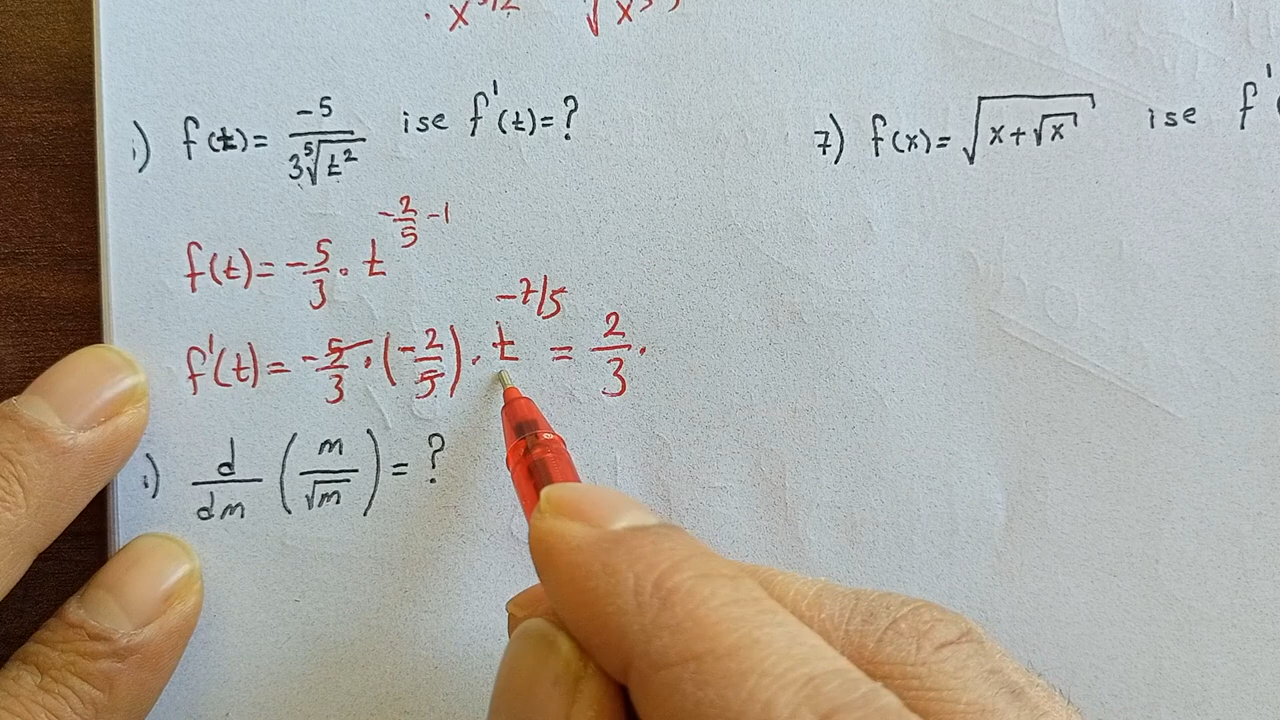 x √x
) f(t)= -5 / 3⁵√t² ise f'(t)=?
f(t)= -5/3 · t^(-2/5 -1)
f'(t)= -5/3 · (-2/5) · t^(-7/5) = 2/3 ·
) d/dm (m/√m) = ?
7) f(x)= √(x+√x) ise f'